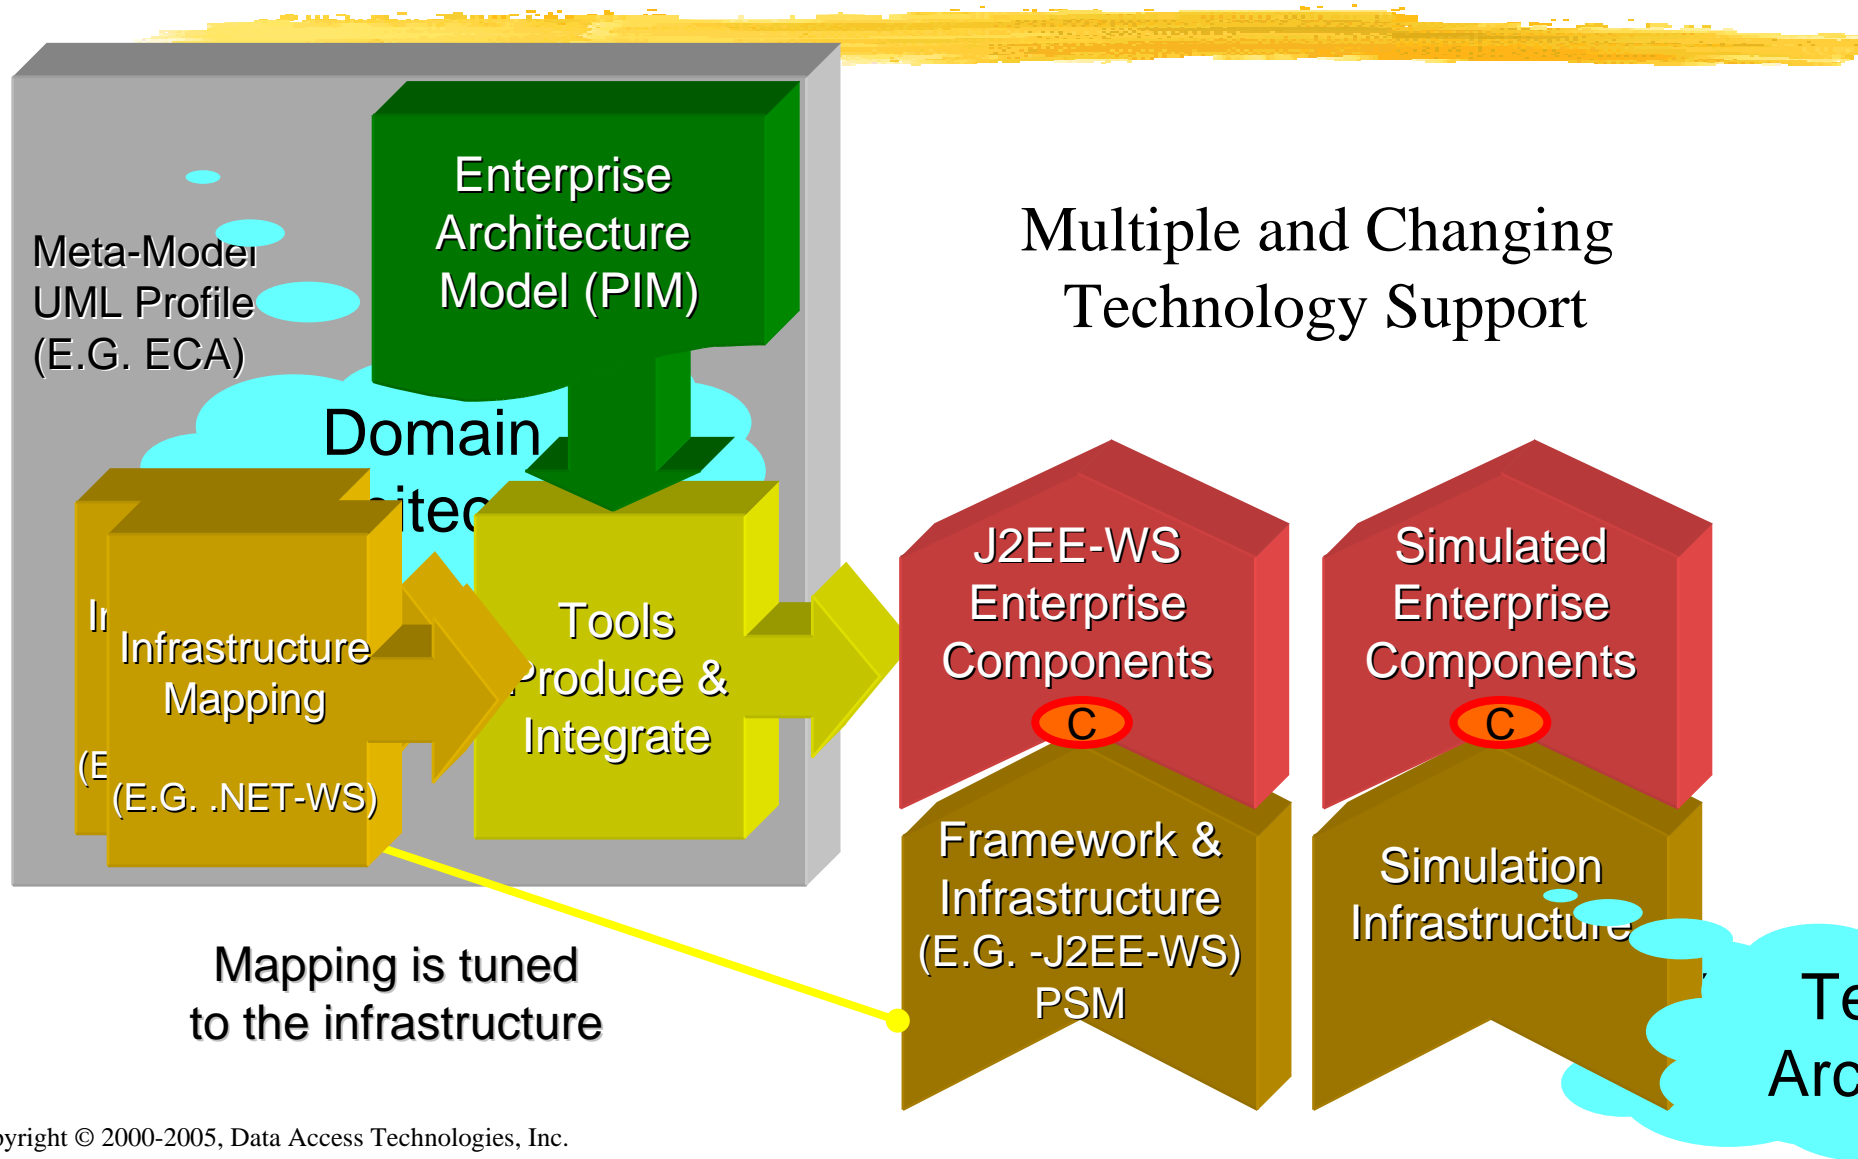 Enterprise
Architecture
Model (PIM)
Meta-Model
UML Profile
(E.G. ECA)
Multiple and Changing
Technology Support
Domain
Infrastructure
Mapping
(E.G. .NET-WS)
Tools
Produce &
Integrate
J2EE-WS
Enterprise
Components
C
Simulated
Enterprise
Components
C
Framework &
Infrastructure
(E.G. -J2EE-WS)
PSM
Simulation
Infrastructure
Mapping is tuned
to the infrastructure
© 2000-2005, Data Access Technologies, Inc.